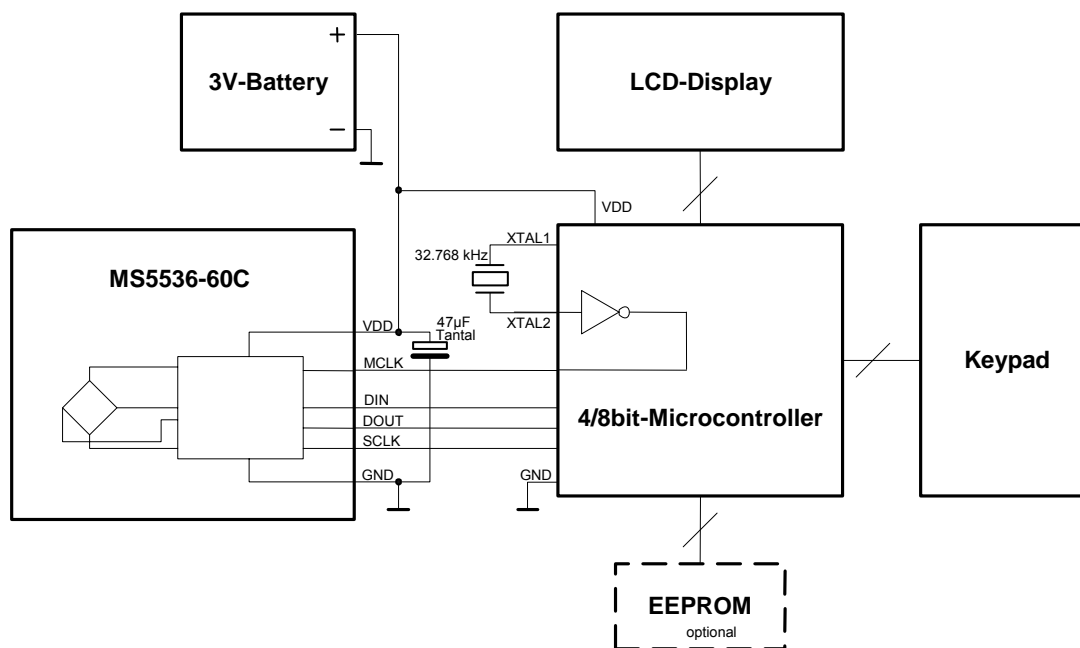 +
3V-Battery
−
LCD-Display
VDD
XTAL1
32.768 kHz
XTAL2
MS5536-60C
VDD
47µF
Tantal
MCLK
DIN
DOUT
SCLK
GND
4/8bit-Microcontroller
GND
Keypad
EEPROM
optional